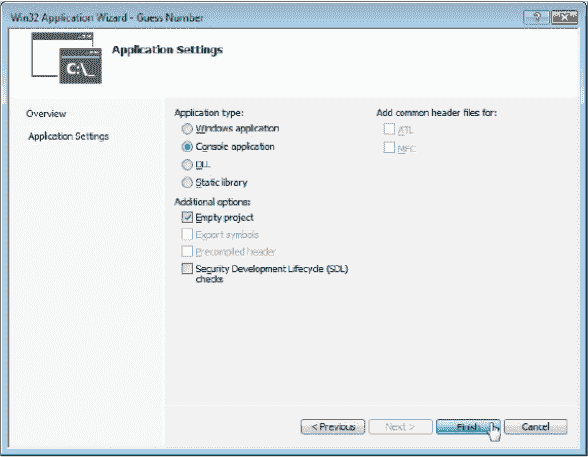 Win32 Application Wizard - Guess Number
C:\_
Application Settings
Overview
Application Settings
Application type:
Windows application
Console application
DLL
Static library
Additional options:
Empty project
Export symbols
Precompiled header
Security Development Lifecycle (SDL)
checks
Add common header files for:
ATL
MFC
< Previous
Next >
Finish
Cancel